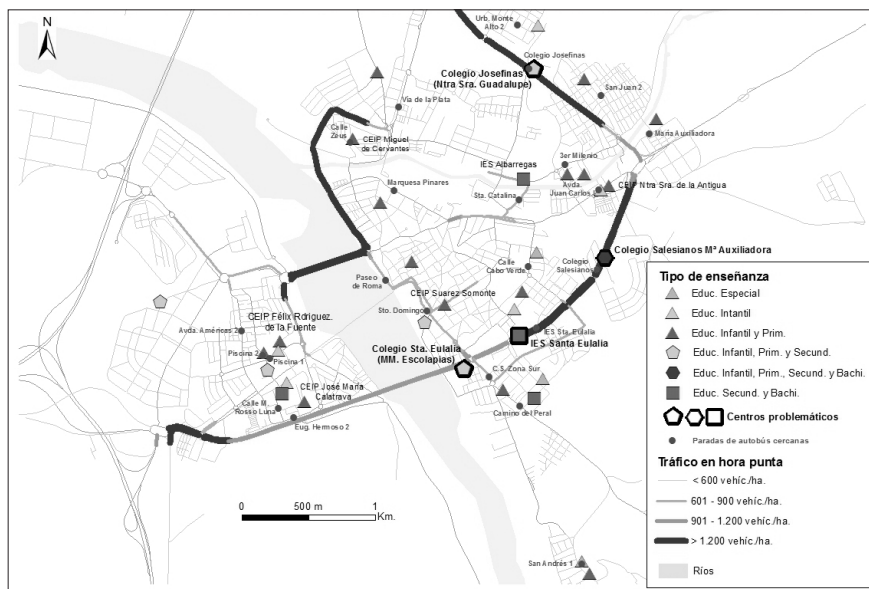 N
Urb. Monte
Alto 2
Colegio Josefinas
Colegio Josefinas
(Ntra Sra. Guadalupe)
San Juan 2
Vía de la Plata
Calle
Zeus
CEIP Miguel
de Cervantes
María Auxiliadora
IES Albarregas
3er Milenio
Marquesa Pinares
Sta. Catalina
Avda.
Juan Carlos I
CEIP Ntra Sra. de la Antigua
Colegio Salesianos Mª Auxiliadora
Calle
Cabo Verde
Colegio
Salesianos
Paseo
de Roma
CEIP Suarez Somonte
Sto. Domingo
CEIP Félix Rdriguez
de la Fuente
Avda. Américas 2
Piscina 2
Piscina 1
Colegio Sta. Eulalia
(MM. Escolapias)
IES Sta. Eulalia
IES Santa Eulalia
C.S. Zona Sur
CEIP José María
Calatrava
Calle M.
Rosso Luna
Eug. Hermoso 2
Camino del Peral
0 500 m 1
Km.
San Andrés 1
Tipo de enseñanza
Educ. Especial
Educ. Intantil
Educ. Infantil y Prim.
Educ. Infantil, Prim. y Secund.
Educ. Infantil, Prim., Secund. y Bachi.
Educ. Secund. y Bachi.
Centros problemáticos
Paradas de autobús cercanas
Tráfico en hora punta
< 600 vehíc./ha.
601 - 900 vehíc./ha.
901 - 1.200 vehíc./ha.
> 1.200 vehíc./ha.
Ríos